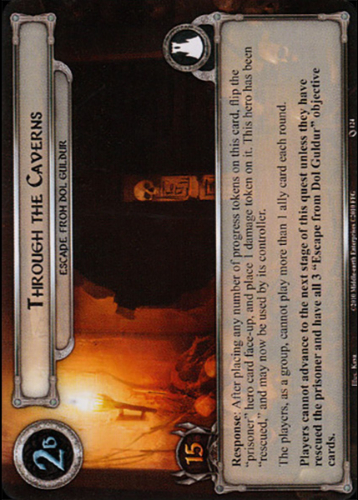 2B
THROUGH THE CAVERNS
ESCAPE FROM DOL GULDUR
15
Response: After placing any number of progress tokens on this card, flip the
“prisoner” hero card face-up, and place 1 damage token on it. This hero has been
“rescued,” and may now be used by its controller.
The players, as a group, cannot play more than 1 ally card each round.
Players cannot advance to the next stage of this quest unless they have
rescued the prisoner and have all 3 “Escape from Dol Guldur” objective
cards.
Illus. Kaya
©2010 Middle-earth Enterprises ©2010 FFG
124